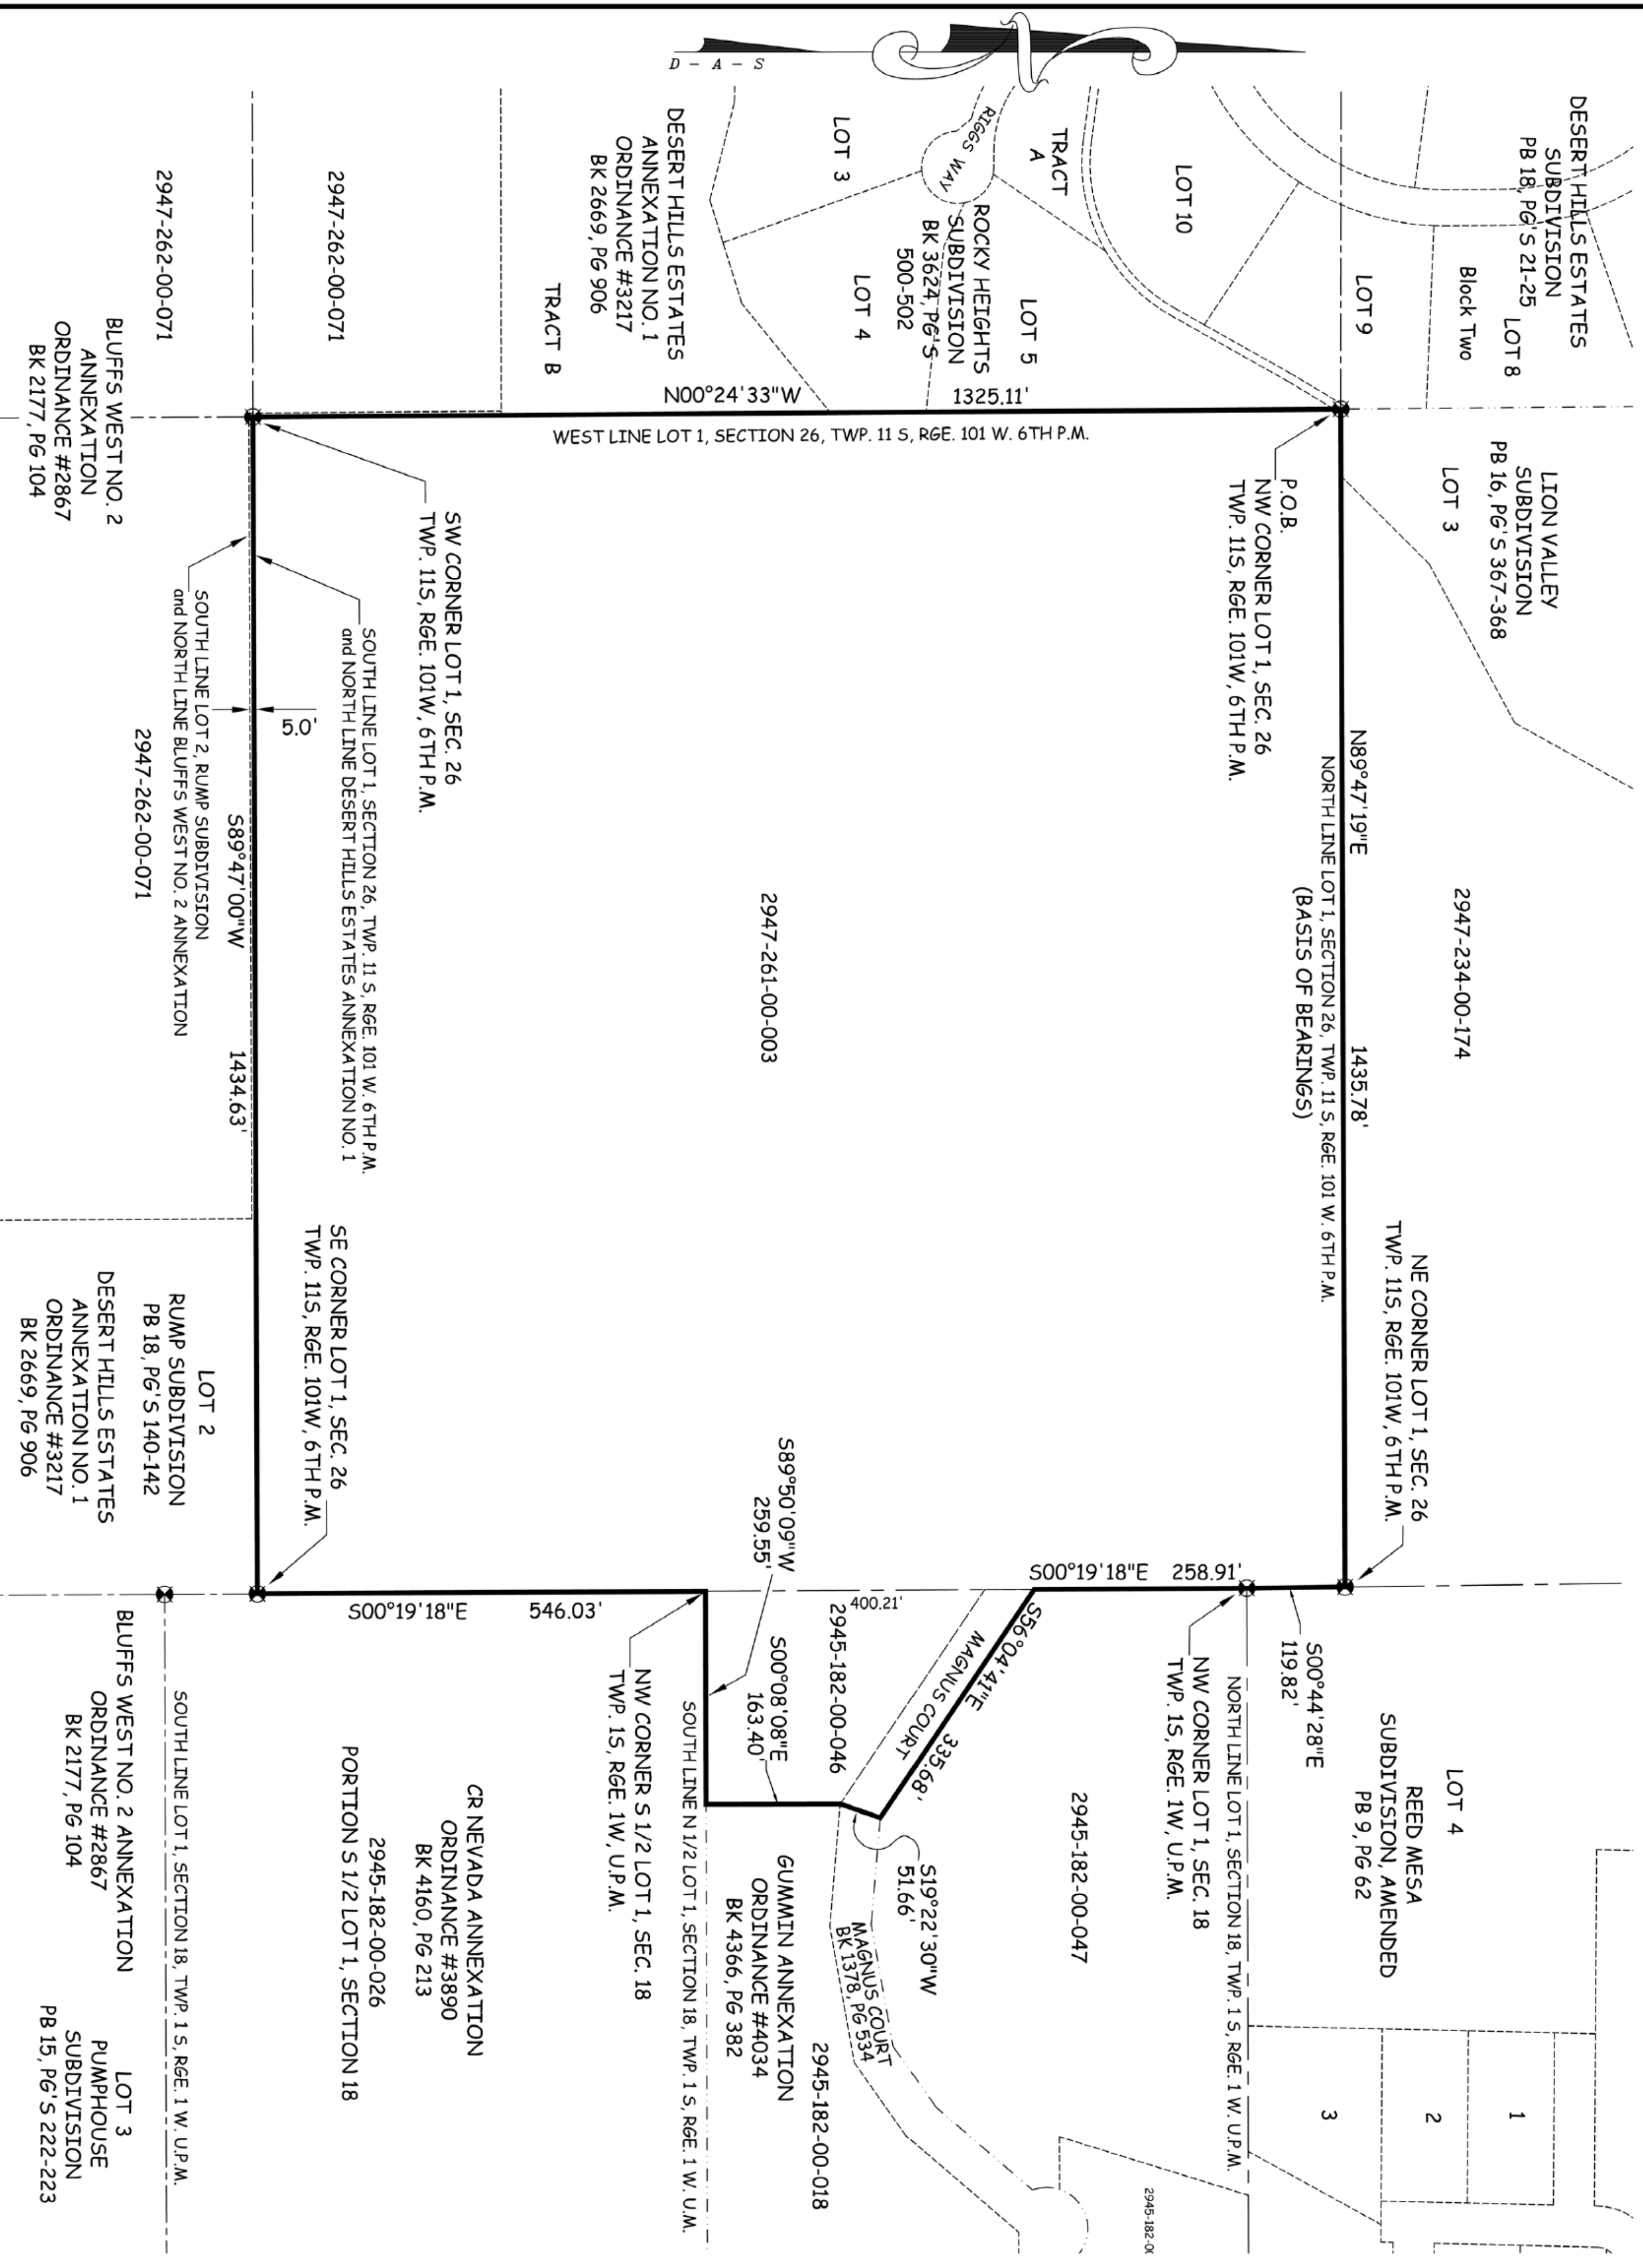 D - A - S
DESERT HILLS ESTATES
SUBDIVISION
PB 18, PG'S 21-25
LOT 8
Block Two
LOT 9
LOT 10
TRACT
A
RIGGS WAY
ROCKY HEIGHTS
SUBDIVISION
BK 3624, PG'S
500-502
LOT 5
LOT 3
LOT 4
DESERT HILLS ESTATES
ANNEXATION NO. 1
ORDINANCE #3217
BK 2669, PG 906
TRACT B
2947-262-00-071
2947-262-00-071
BLUFFS WEST NO. 2
ANNEXATION
ORDINANCE #2867
BK 2177, PG 104
N00°24'33"W 1325.11'
WEST LINE LOT 1, SECTION 26, TWP. 11 S, RGE. 101 W. 6TH P.M.
LION VALLEY
SUBDIVISION
PB 16, PG'S 367-368
LOT 3
P.O.B.
NW CORNER LOT 1, SEC. 26
TWP. 11S, RGE. 101W, 6TH P.M.
N89°47'19"E 1435.78'
NORTH LINE LOT 1, SECTION 26, TWP. 11 S, RGE. 101 W. 6TH P.M.
(BASIS OF BEARINGS)
2947-234-00-174
NE CORNER LOT 1, SEC. 26
TWP. 11S, RGE. 101W, 6TH P.M.
2947-261-00-003
SW CORNER LOT 1, SEC. 26
TWP. 11S, RGE. 101W, 6TH P.M.
SOUTH LINE LOT 1, SECTION 26, TWP. 11 S, RGE. 101 W. 6TH P.M.
and NORTH LINE DESERT HILLS ESTATES ANNEXATION NO. 1
5.0'
S89°47'00"W 1434.63'
SOUTH LINE LOT 2, RUMP SUBDIVISION
and NORTH LINE BLUFFS WEST NO. 2 ANNEXATION
2947-262-00-071
SE CORNER LOT 1, SEC. 26
TWP. 11S, RGE. 101W, 6TH P.M.
LOT 2
RUMP SUBDIVISION
PB 18, PG'S 140-142
DESERT HILLS ESTATES
ANNEXATION NO. 1
ORDINANCE #3217
BK 2669, PG 906
S00°44'28"E
119.82'
S00°19'18"E 258.91'
NW CORNER LOT 1, SEC. 18
TWP. 1S, RGE. 1W, U.P.M.
NORTH LINE LOT 1, SECTION 18, TWP. 1 S, RGE. 1 W. U.P.M.
LOT 4
REED MESA
SUBDIVISION, AMENDED
PB 9, PG 62
1
2
3
2945-182-00-047
S56°04'41"E 335.68'
MAGNUS COURT
400.21'
2945-182-00-046
S19°22'30"W
51.66'
MAGNUS COURT
BK 1378, PG 534
S00°08'08"E
163.40'
S89°50'09"W
259.55'
GUMMIN ANNEXATION
ORDINANCE #4034
BK 4366, PG 382
2945-182-00-018
SOUTH LINE N 1/2 LOT 1, SECTION 18, TWP. 1 S, RGE. 1 W. U.M.
NW CORNER S 1/2 LOT 1, SEC. 18
TWP. 1S, RGE. 1W, U.P.M.
S00°19'18"E 546.03'
CR NEVADA ANNEXATION
ORDINANCE #3890
BK 4160, PG 213
2945-182-00-026
PORTION S 1/2 LOT 1, SECTION 18
SOUTH LINE LOT 1, SECTION 18, TWP. 1 S, RGE. 1 W. U.P.M.
BLUFFS WEST NO. 2 ANNEXATION
ORDINANCE #2867
BK 2177, PG 104
LOT 3
PUMPHOUSE
SUBDIVISION
PB 15, PG'S 222-223